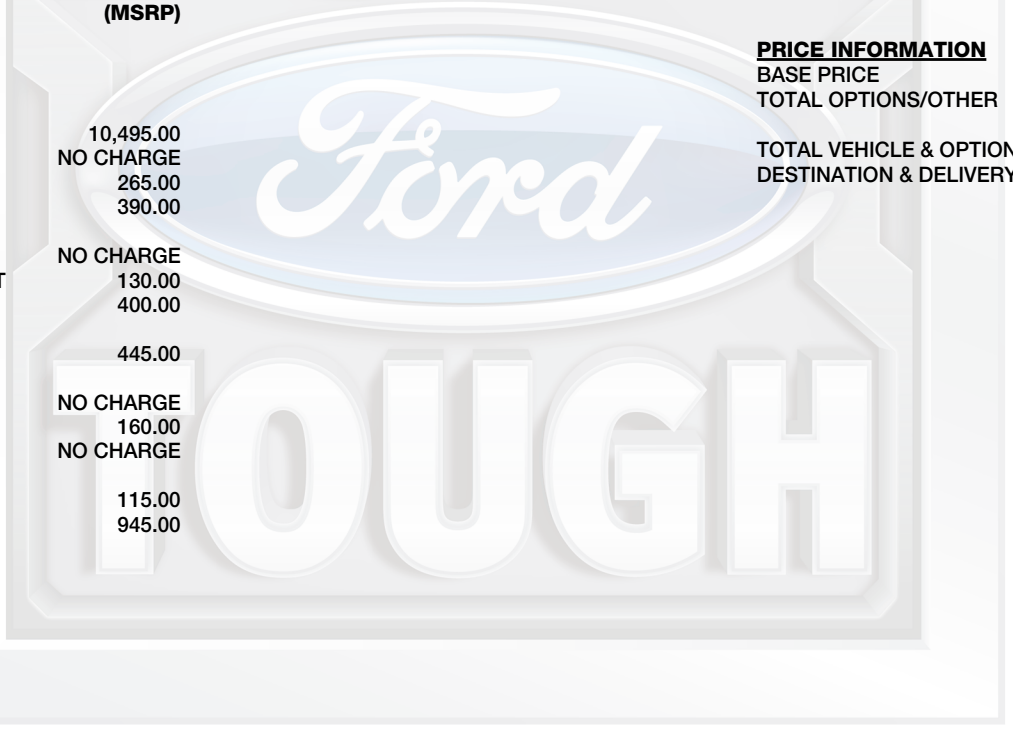 (MSRP)
10,495.00
NO CHARGE
265.00
390.00
NO CHARGE
T 130.00
400.00
445.00
NO CHARGE
160.00
NO CHARGE
115.00
945.00
PRICE INFORMATION
BASE PRICE
TOTAL OPTIONS/OTHER
TOTAL VEHICLE & OPTION
DESTINATION & DELIVERY
Ford
TOUGH